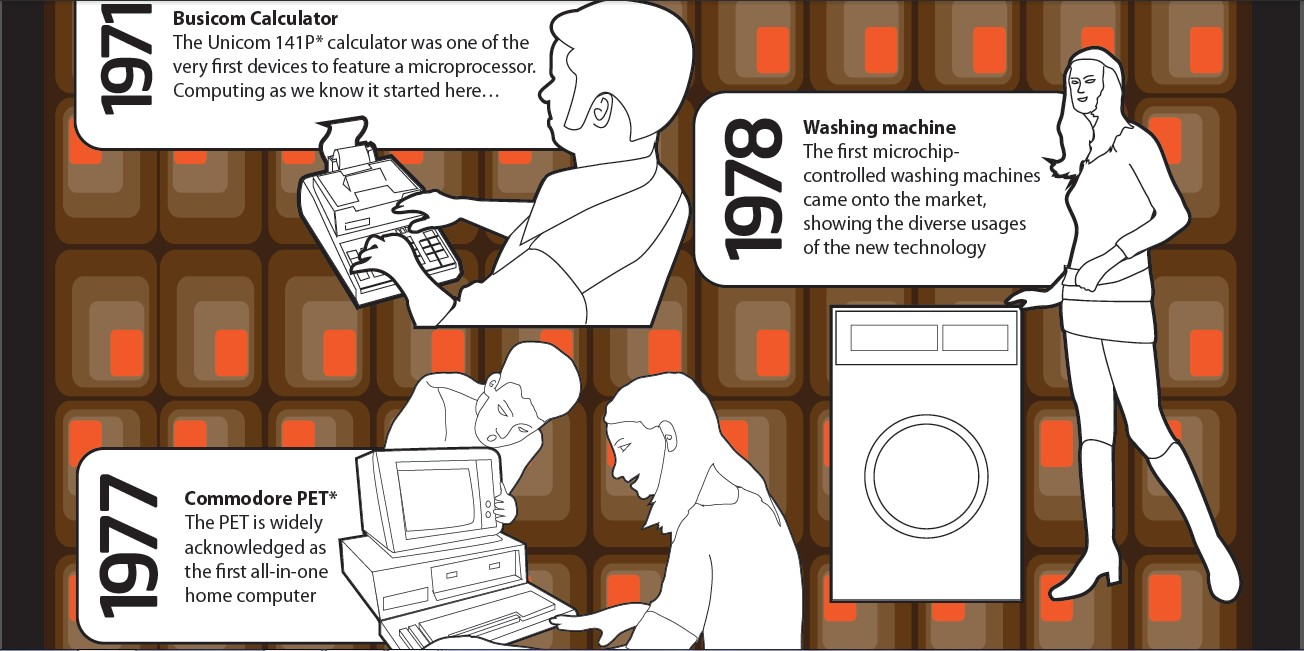 1971
Busicom Calculator
The Unicom 141P* calculator was one of the
very first devices to feature a microprocessor.
Computing as we know it started here…
1978
Washing machine
The first microchip-
controlled washing machines
came onto the market,
showing the diverse usages
of the new technology
1977
Commodore PET*
The PET is widely
acknowledged as
the first all-in-one
home computer